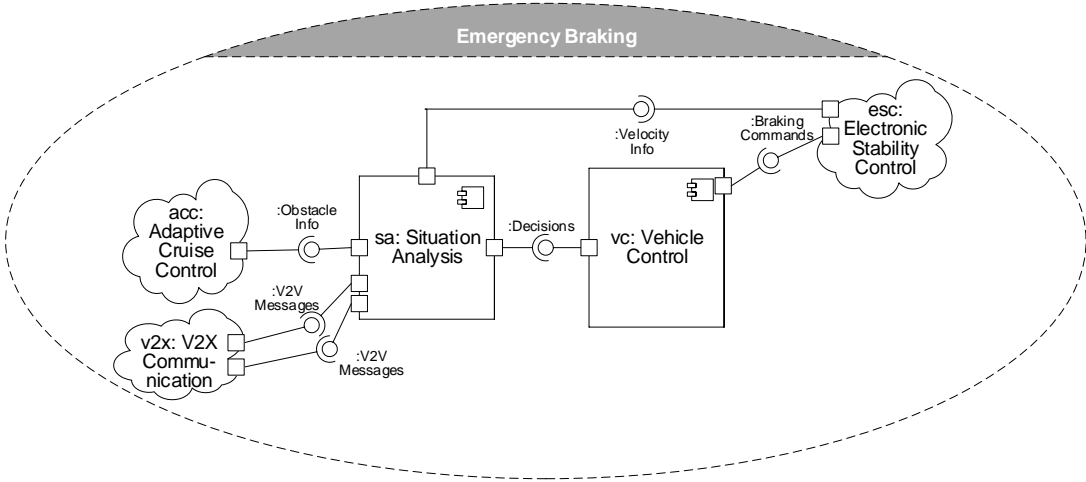 Emergency Braking
esc:
Electronic
Stability
Control
:Braking
Commands
:Velocity
Info
acc:
Adaptive
Cruise
Control
:Obstacle
Info
sa: Situation
Analysis
:Decisions
vc: Vehicle
Control
:V2V
Messages
v2x: V2X
Commu-
nication
:V2V
Messages